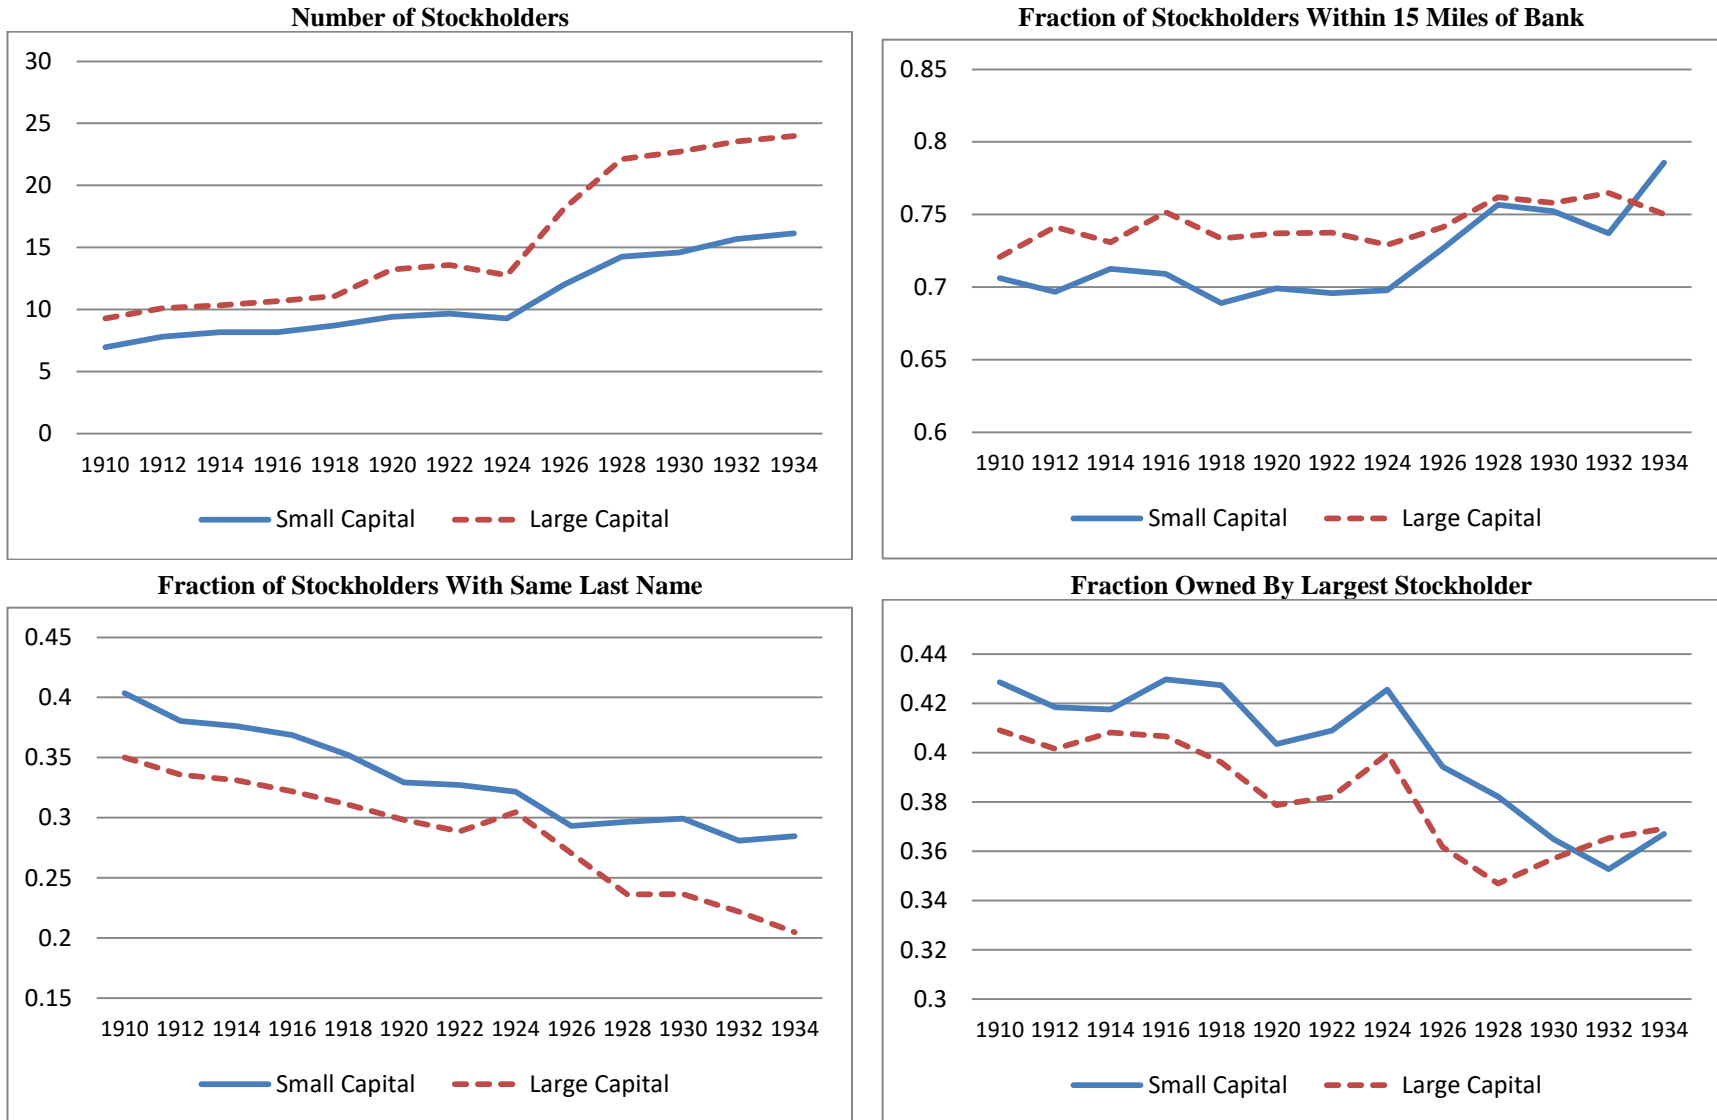 Number of Stockholders
30
25
20
15
10
5
0
1910 1912 1914 1916 1918 1920 1922 1924 1926 1928 1930 1932 1934
Small Capital Large Capital
Fraction of Stockholders Within 15 Miles of Bank
0.85
0.8
0.75
0.7
0.65
0.6
1910 1912 1914 1916 1918 1920 1922 1924 1926 1928 1930 1932 1934
Small Capital Large Capital
Fraction of Stockholders With Same Last Name
0.45
0.4
0.35
0.3
0.25
0.2
0.15
1910 1912 1914 1916 1918 1920 1922 1924 1926 1928 1930 1932 1934
Small Capital Large Capital
Fraction Owned By Largest Stockholder
0.44
0.42
0.4
0.38
0.36
0.34
0.32
0.3
1910 1912 1914 1916 1918 1920 1922 1924 1926 1928 1930 1932 1934
Small Capital Large Capital